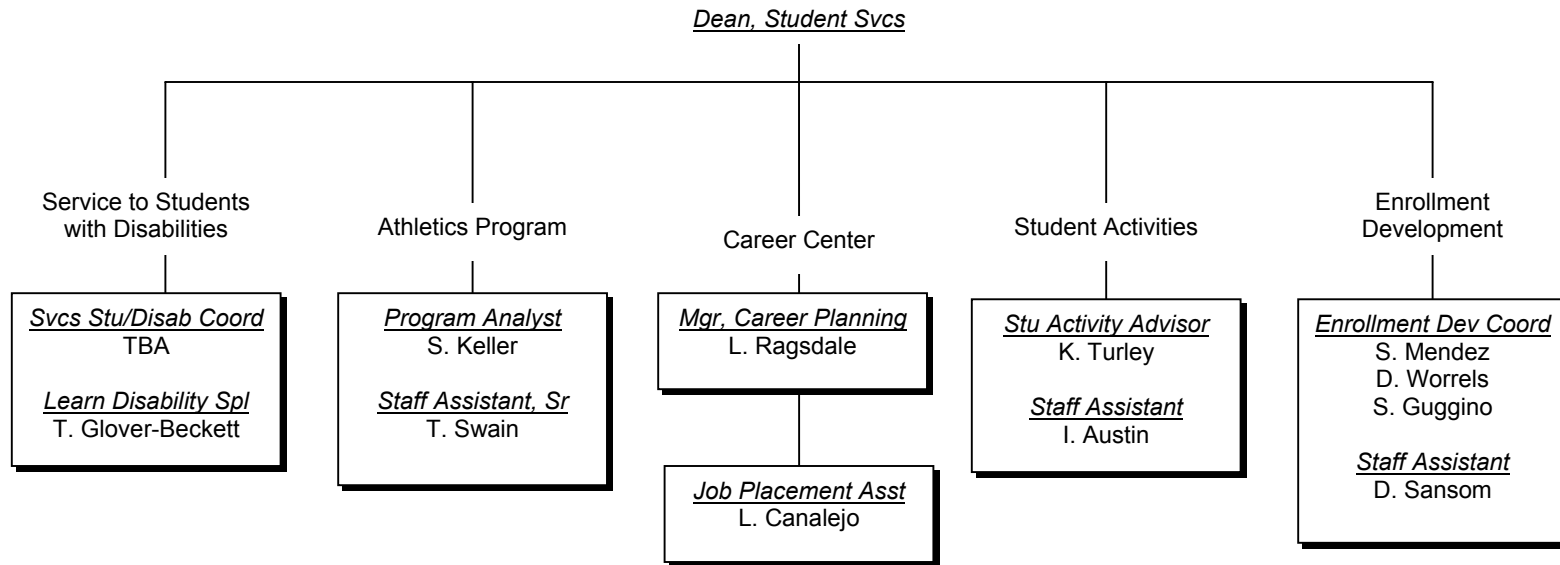 Dean, Student Svcs
Service to Students
with Disabilities
Svcs Stu/Disab Coord
TBA
Learn Disability Spl
T. Glover-Beckett
Athletics Program
Program Analyst
S. Keller
Staff Assistant, Sr
T. Swain
Career Center
Mgr, Career Planning
L. Ragsdale
Job Placement Asst
L. Canalejo
Student Activities
Stu Activity Advisor
K. Turley
Staff Assistant
I. Austin
Enrollment
Development
Enrollment Dev Coord
S. Mendez
D. Worrels
S. Guggino
Staff Assistant
D. Sansom